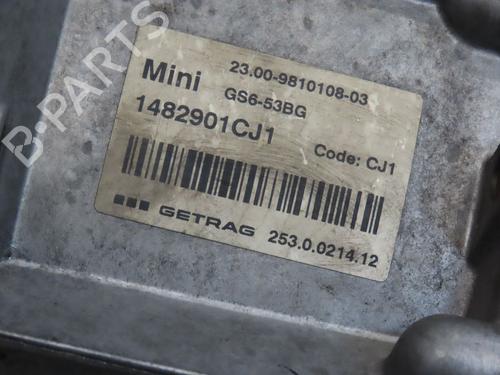 B-PARTS
Mini 23.00-9810108-03
GS6-53BG
1482901CJ1 Code: CJ1
GETRAG 253.0.0214.12